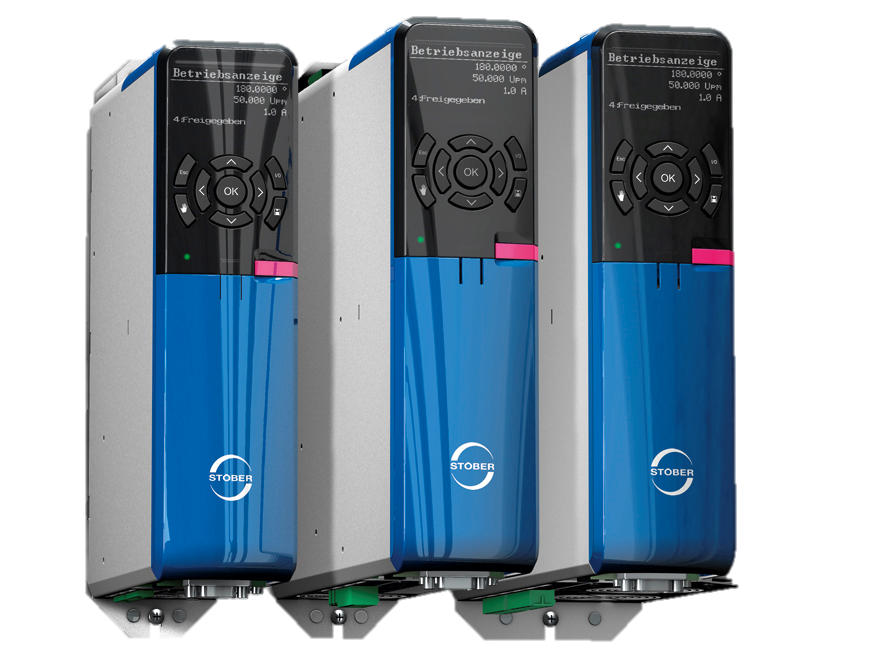 Betriebsanzeige
180.0000 °
50.000 Upm
1.0 A
4:Freigegeben
Esc
I/O
OK
STÖBER
Betriebsanzeige
180.0000 °
50.000 Upm
1.0 A
4:Freigegeben
Esc
I/O
OK
STÖBER
Betriebsanzeige
180.0000 °
50.000 Upm
1.0 A
4:Freigegeben
Esc
I/O
OK
STÖBER